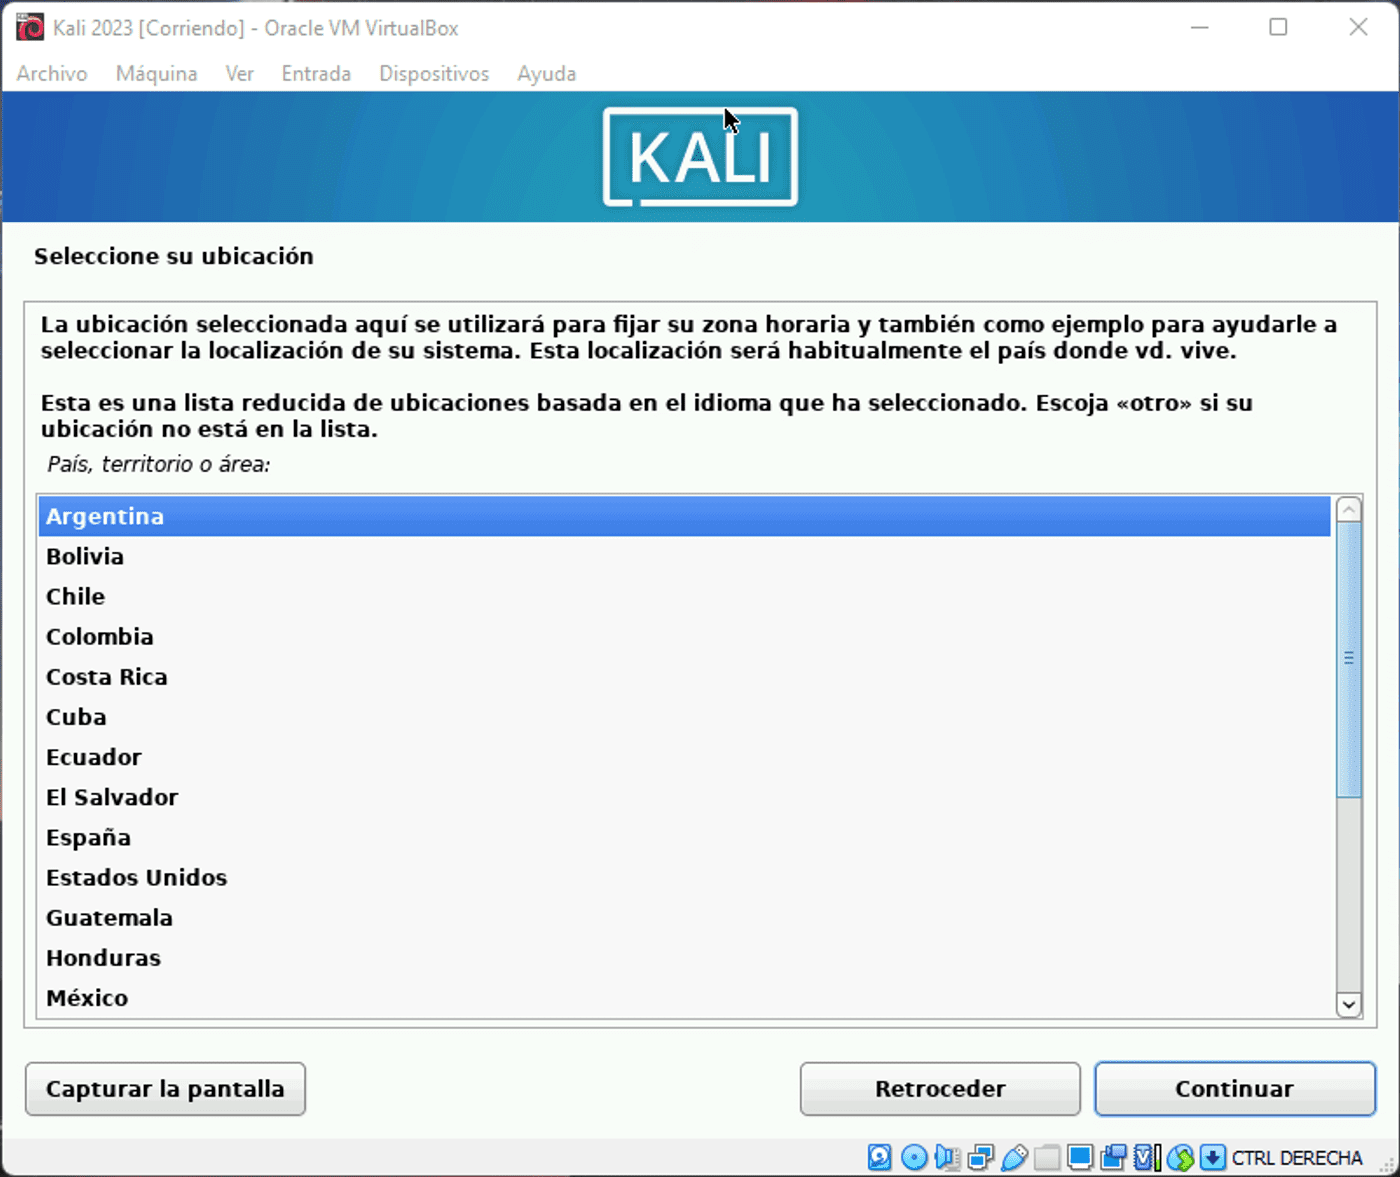 Kali 2023 [Corriendo] - Oracle VM VirtualBox
Archivo Máquina Ver Entrada Dispositivos Ayuda
KALI
Seleccione su ubicación
La ubicación seleccionada aquí se utilizará para fijar su zona horaria y también como ejemplo para ayudarle a
seleccionar la localización de su sistema. Esta localización será habitualmente el país donde vd. vive.
Esta es una lista reducida de ubicaciones basada en el idioma que ha seleccionado. Escoja «otro» si su
ubicación no está en la lista.
País, territorio o área:
Argentina
Bolivia
Chile
Colombia
Costa Rica
Cuba
Ecuador
El Salvador
España
Estados Unidos
Guatemala
Honduras
México
Capturar la pantalla Retroceder Continuar
CTRL DERECHA